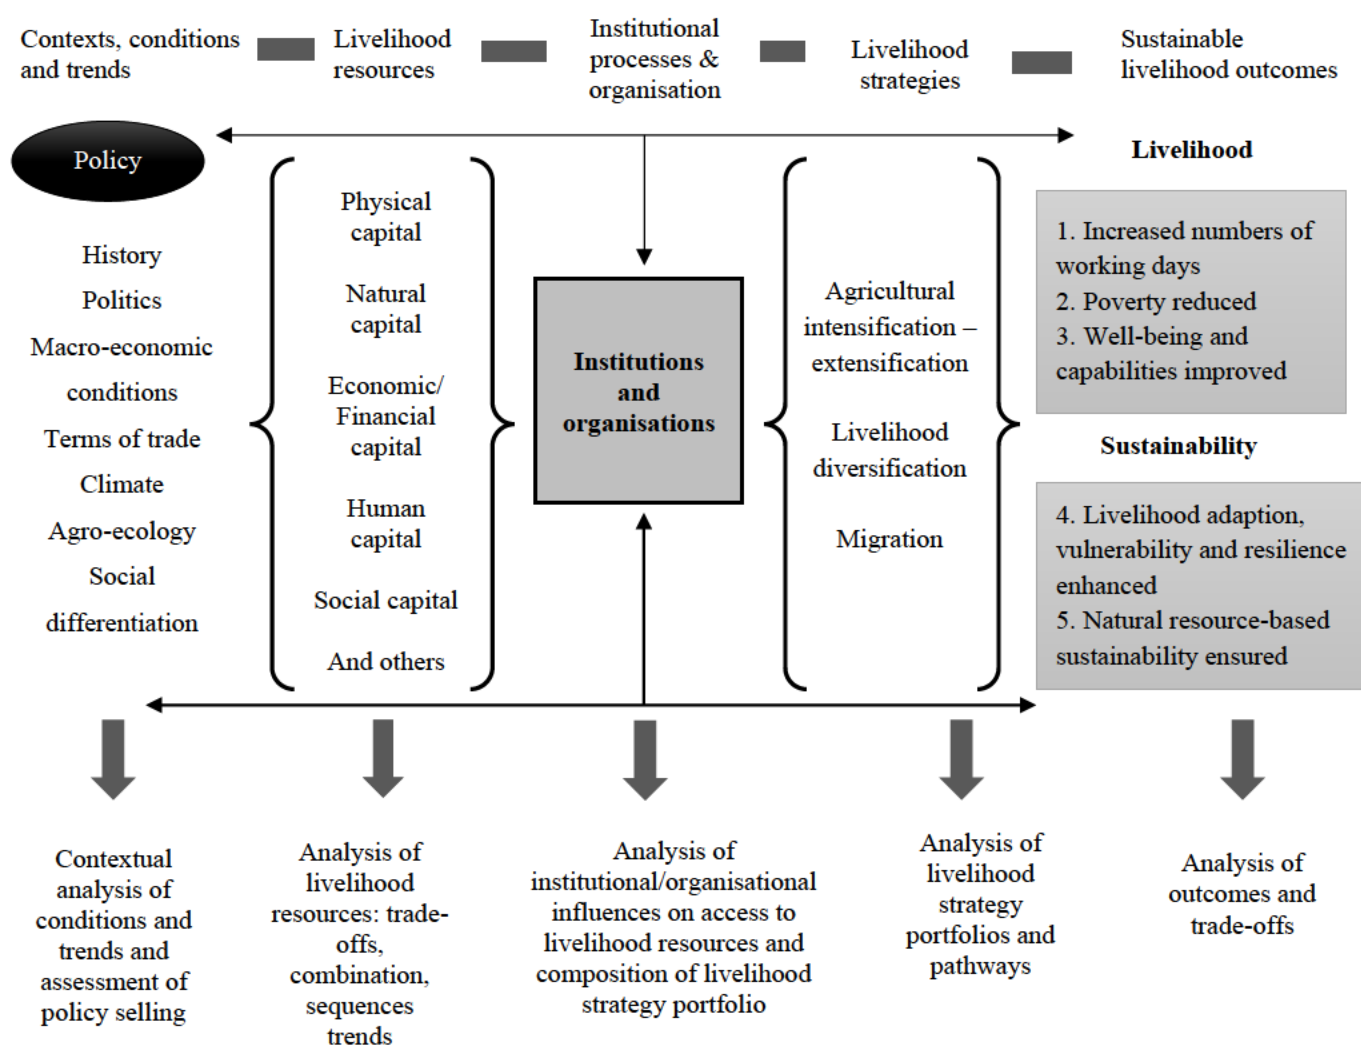 Contexts, conditions
and trends
Livelihood
resources
Institutional
processes &
organisation
Livelihood
strategies
Sustainable
livelihood outcomes
Policy
History
Politics
Macro-economic
conditions
Terms of trade
Climate
Agro-ecology
Social
differentiation
Physical
capital
Natural
capital
Economic/
Financial
capital
Human
capital
Social capital
And others
Institutions
and
organisations
Agricultural
intensification –
extensification
Livelihood
diversification
Migration
Livelihood
1. Increased numbers of
working days
2. Poverty reduced
3. Well-being and
capabilities improved
Sustainability
4. Livelihood adaption,
vulnerability and resilience
enhanced
5. Natural resource-based
sustainability ensured
Contextual
analysis of
conditions and
trends and
assessment of
policy selling
Analysis of
livelihood
resources: trade-
offs,
combination,
sequences
trends
Analysis of
institutional/organisational
influences on access to
livelihood resources and
composition of livelihood
strategy portfolio
Analysis of
livelihood
strategy
portfolios and
pathways
Analysis of
outcomes and
trade-offs